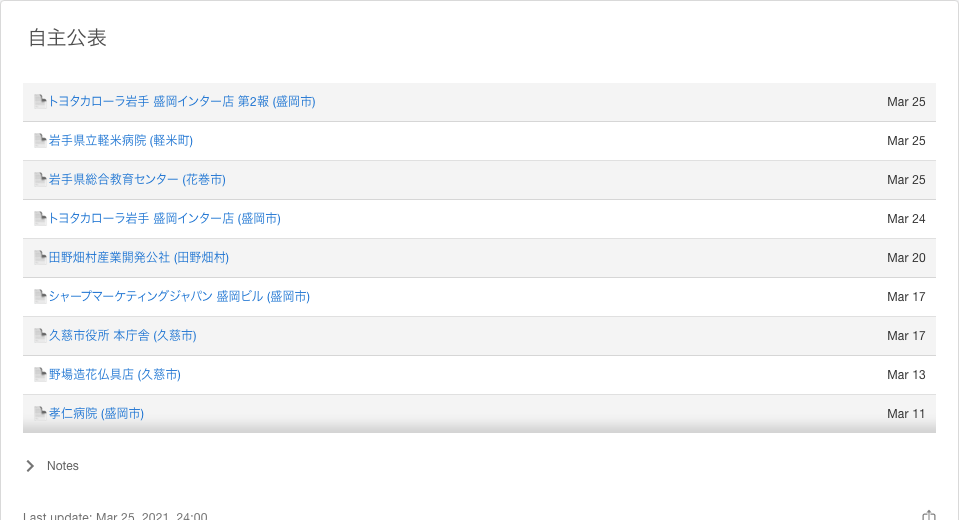 自主公表
トヨタカローラ岩手 盛岡インター店 第2報 (盛岡市) Mar 25
岩手県立軽米病院 (軽米町) Mar 25
岩手県総合教育センター (花巻市) Mar 25
トヨタカローラ岩手 盛岡インター店 (盛岡市) Mar 24
田野畑村産業開発公社 (田野畑村) Mar 20
シャープマーケティングジャパン 盛岡ビル (盛岡市) Mar 17
久慈市役所 本庁舎 (久慈市) Mar 17
野場造花仏具店 (久慈市) Mar 13
孝仁病院 (盛岡市) Mar 11
Notes
Last update: Mar 25, 2021, 24:00